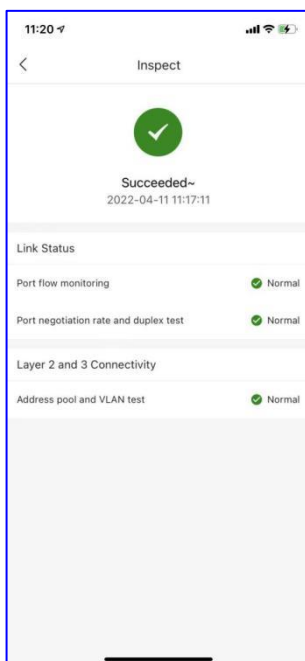 11:20
Inspect
Succeeded~
2022-04-11 11:17:11
Link Status
Port flow monitoring Normal
Port negotiation rate and duplex test Normal
Layer 2 and 3 Connectivity
Address pool and VLAN test Normal